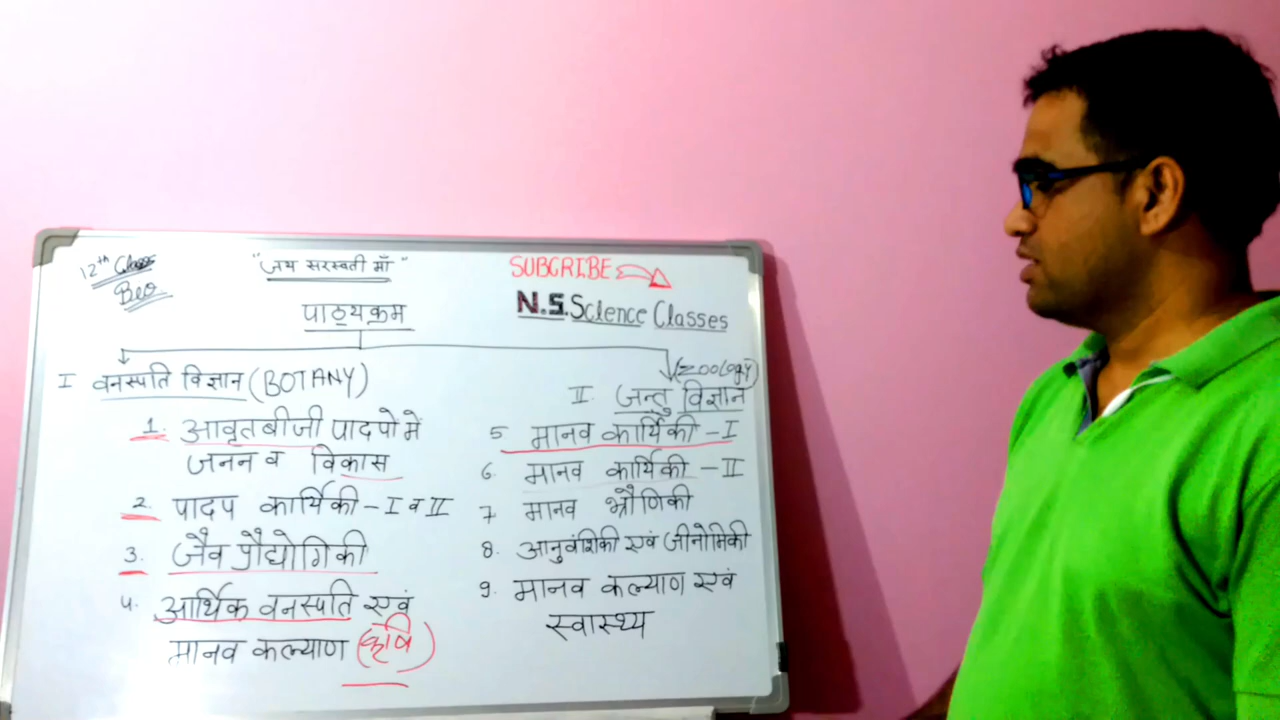 12th Class
Bio.
"जय सरस्वती माँ"
SUBCRIBE
N.S. Science Classes
पाठ्यक्रम
I वनस्पति विज्ञान (BOTANY)
1. आवृतबीजी पादपो में
जनन व विकास
2. पादप कार्यिकी - I व II
3. जैव प्रौद्योगिकी
4. आर्थिक वनस्पति एवं
मानव कल्याण (कृषि)
(Zoology)
II जन्तु विज्ञान
5 मानव कार्यिकी - I
6. मानव कार्यिकी - II
7 मानव भ्रौणिकी
8. आनुवंशिकी एवं जीनोमिकी
9. मानव कल्याण एवं
स्वास्थ्य